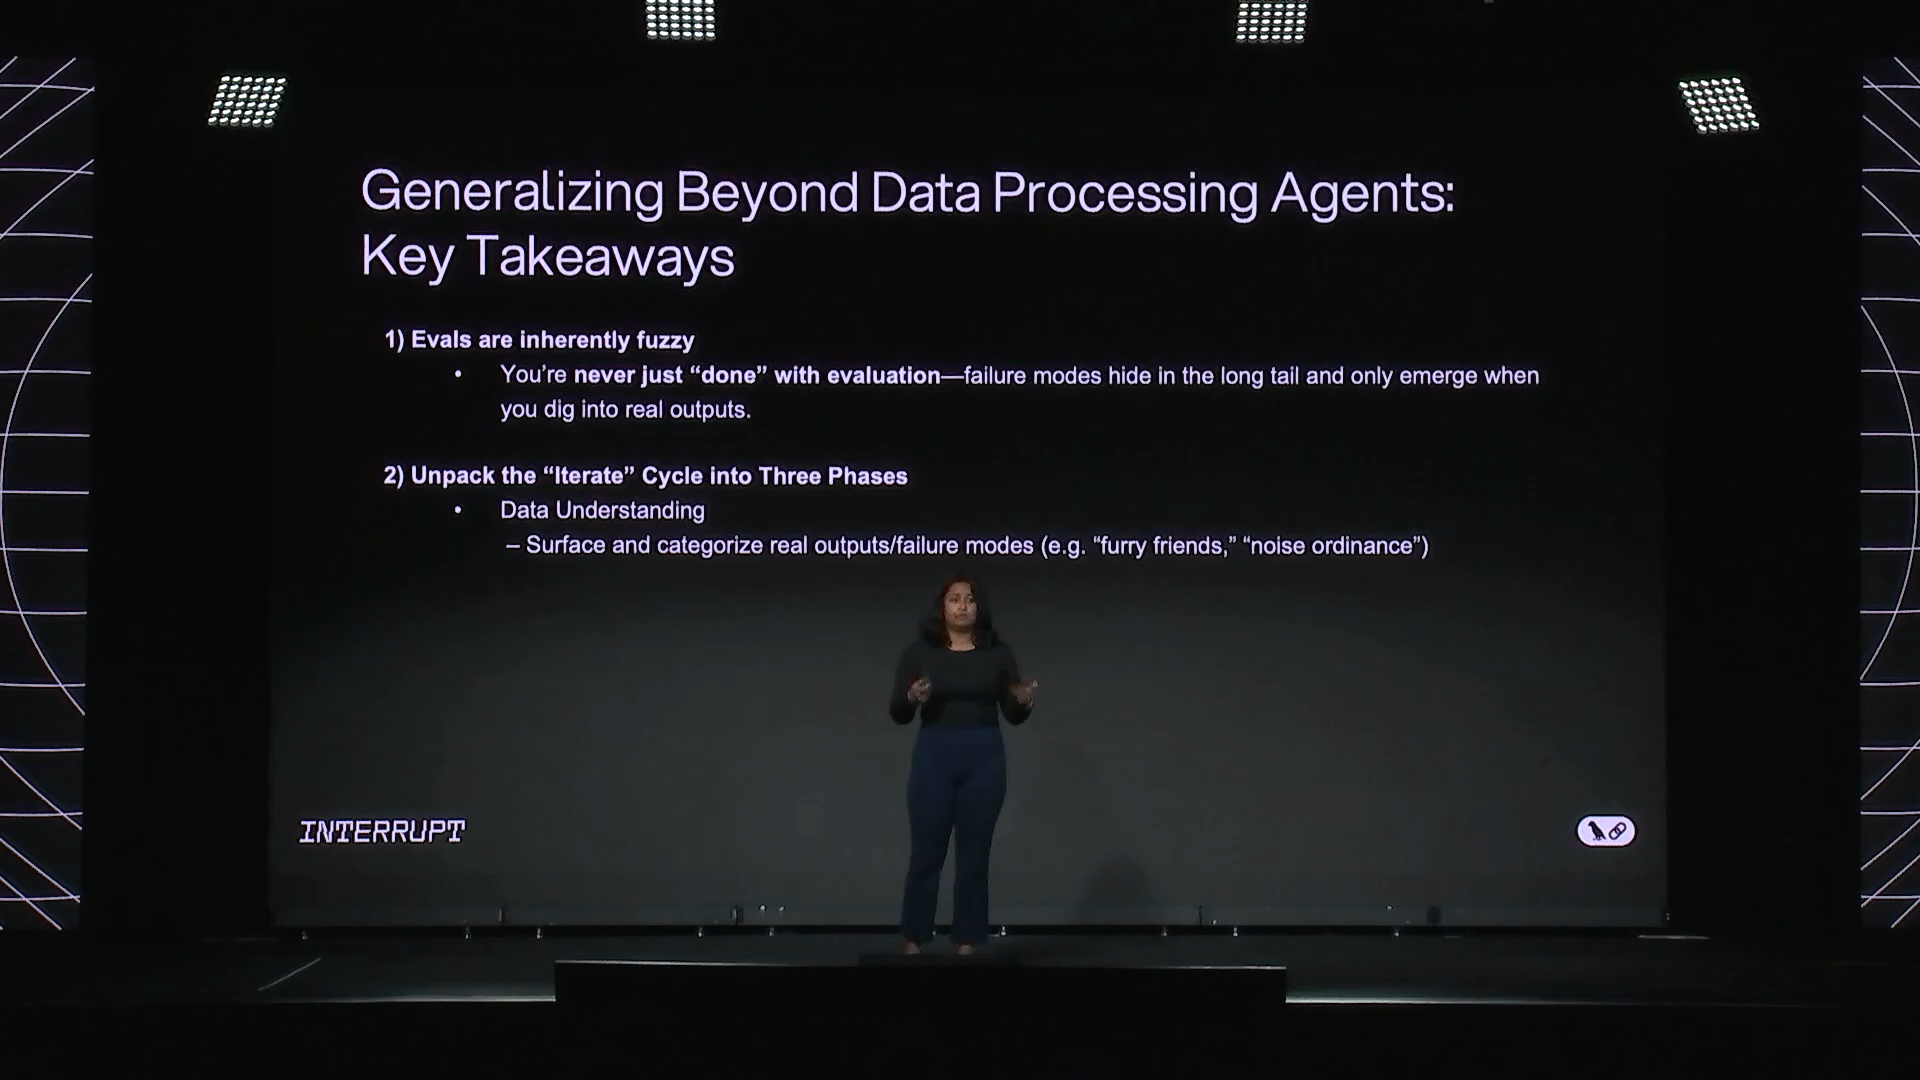 Generalizing Beyond Data Processing Agents:
Key Takeaways
1) Evals are inherently fuzzy
• You’re never just “done” with evaluation—failure modes hide in the long tail and only emerge when
you dig into real outputs.
2) Unpack the “Iterate” Cycle into Three Phases
• Data Understanding
– Surface and categorize real outputs/failure modes (e.g. “furry friends,” “noise ordinance”)
INTERRUPT